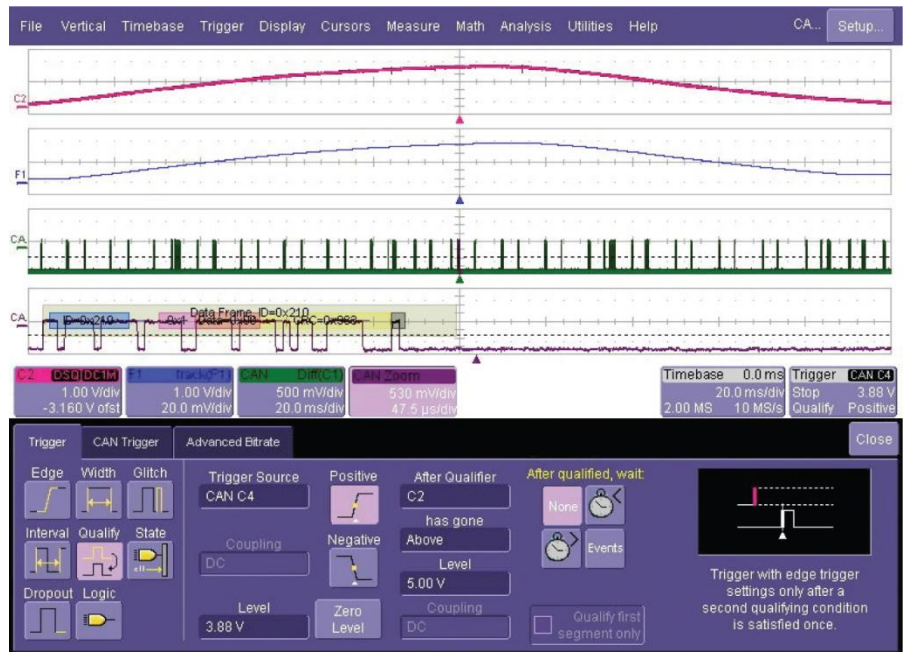 File Vertical Timebase Trigger Display Cursors Measure Math Analysis Utilities Help CA... Setup...
C2
F1
CA
CA
Data Frame ID=0x210
ID=0x210
C2 DSQ DC1M
1.00 V/div
-3.160 V ofst
F1 track(P1)
1.00 V/div
20.0 mV/div
CAN Diff(C1)
500 mV/div
20.0 ms/div
CAN Zoom
530 mV/div
47.5 µs/div
Timebase 0.0 ms
20.0 ms/div
2.00 MS 10 MS/s
Trigger CAN C4
Stop 3.88 V
Qualify Positive
Trigger CAN Trigger Advanced Bitrate Close
Edge Width Glitch
Interval Qualify State
Dropout Logic
Trigger Source
CAN C4
Coupling
DC
Level
3.88 V
Positive
Negative
Zero
Level
After Qualifier
C2
has gone
Above
Level
5.00 V
Coupling
DC
After qualified, wait:
None
Events
Qualify first
segment only
Trigger with edge trigger
settings only after a
second qualifying condition
is satisfied once.